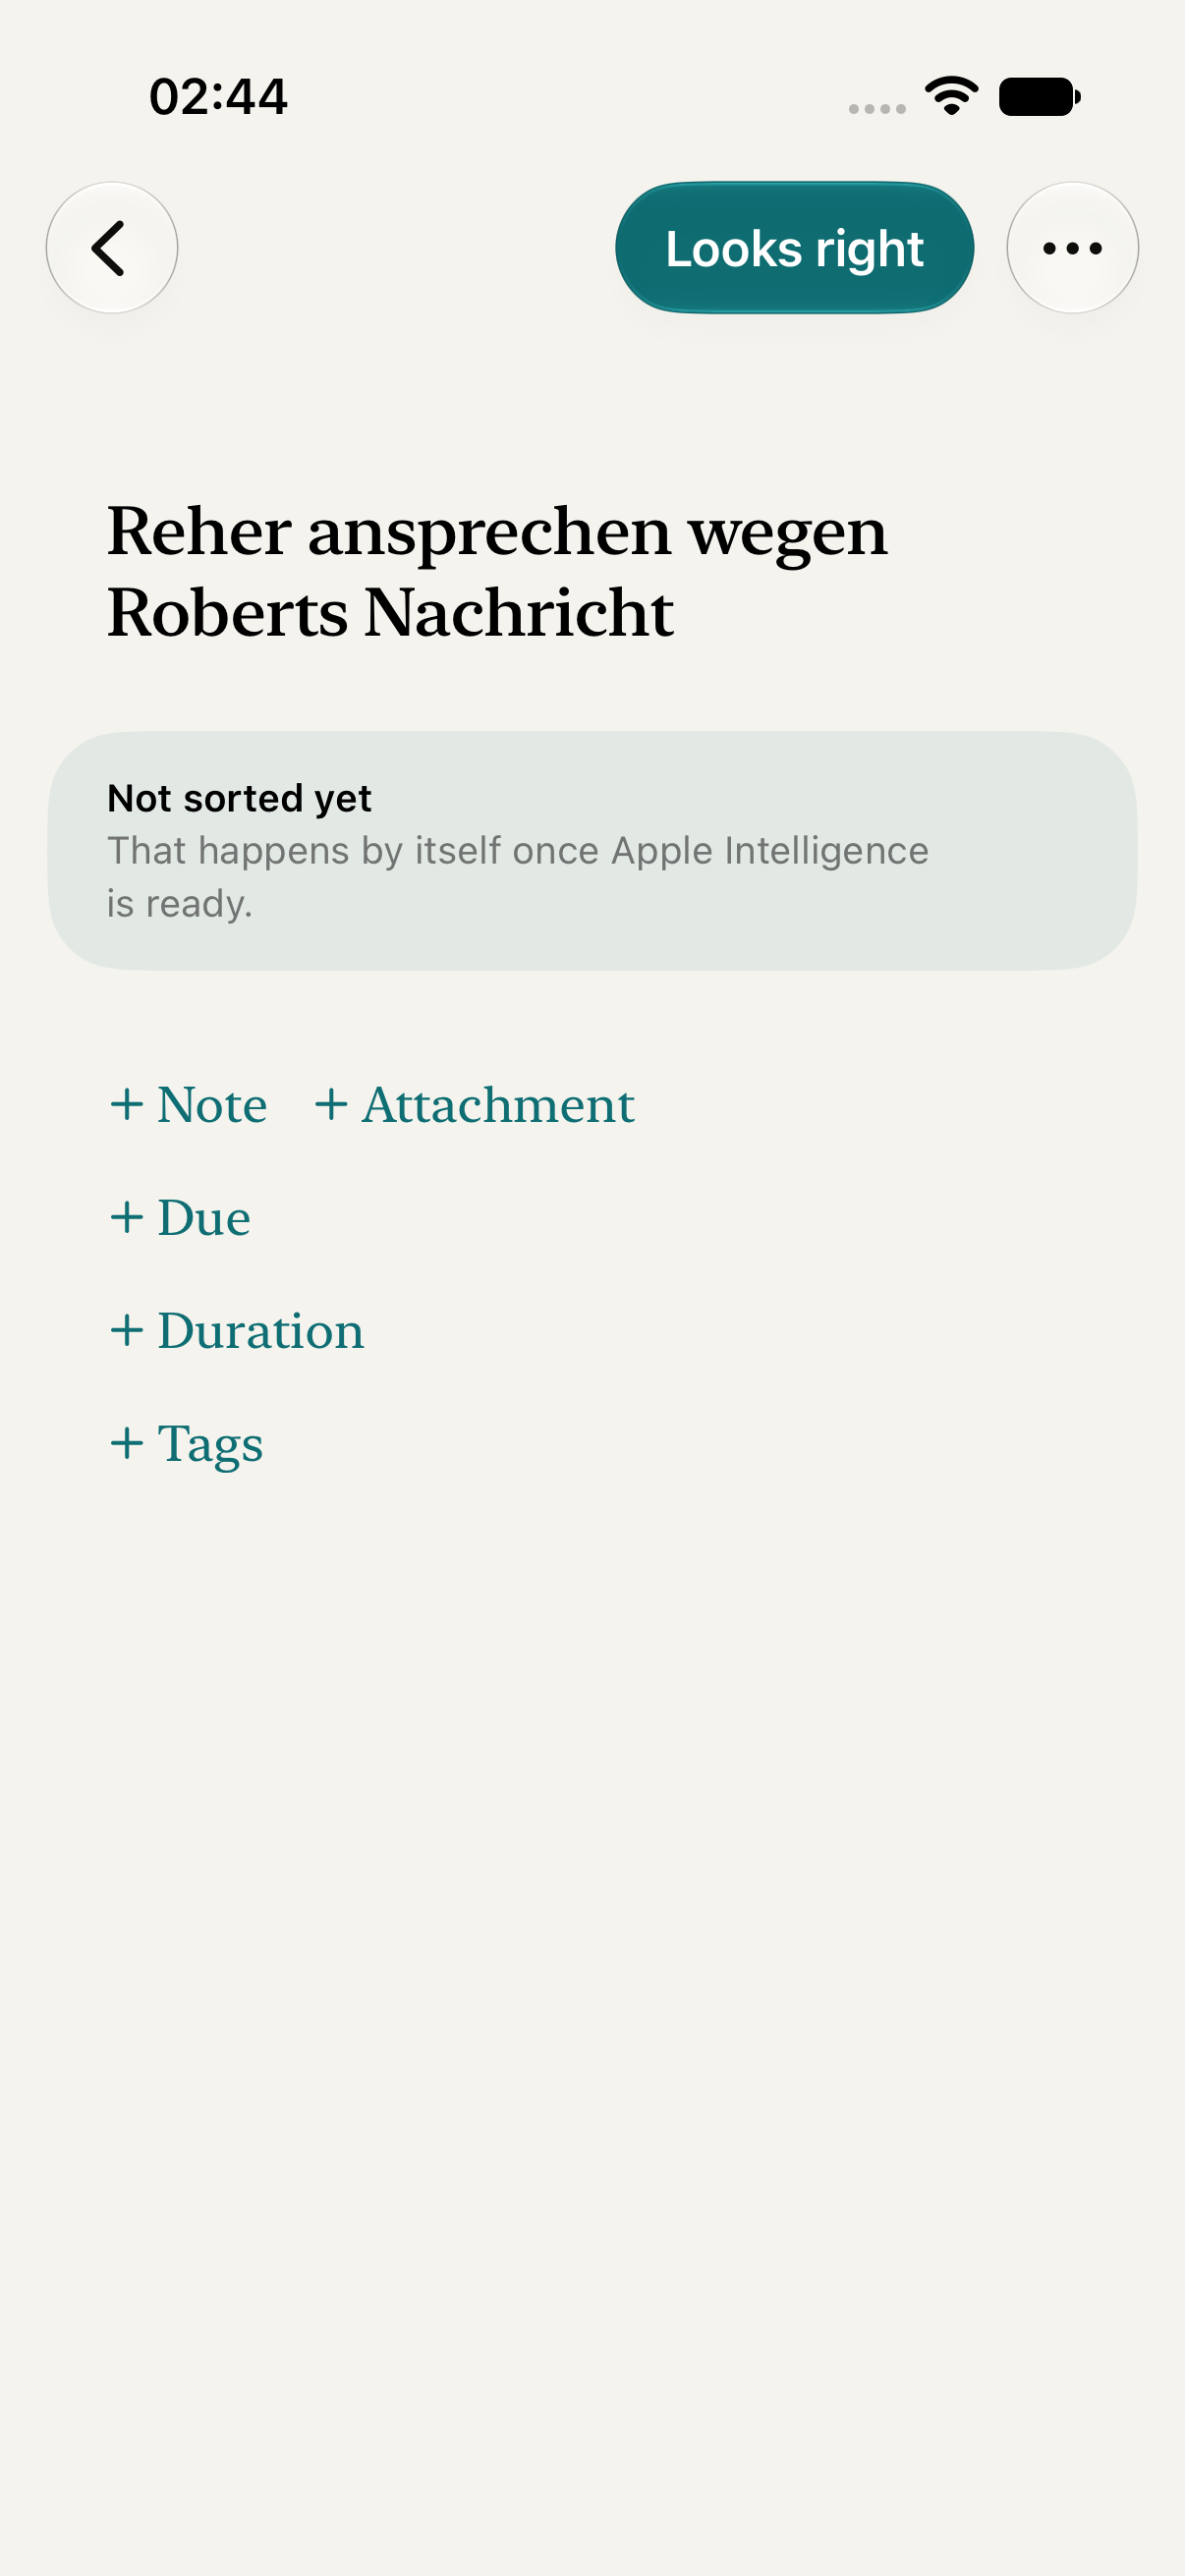 02:44
Looks right
Reher ansprechen wegen
Roberts Nachricht
Not sorted yet
That happens by itself once Apple Intelligence
is ready.
+ Note + Attachment
+ Due
+ Duration
+ Tags